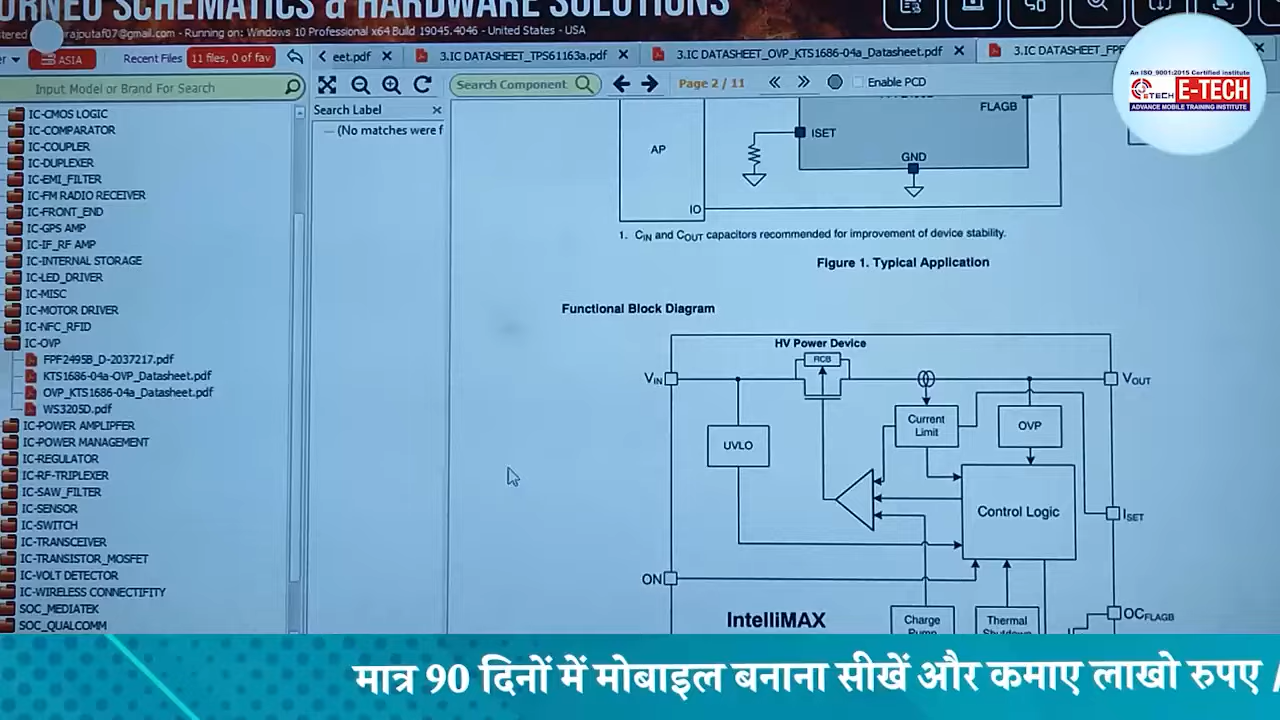 ORNEO SCHEMATICS & HARDWARE SOLUTIONS
rajputaf07@gmail.com - Running on: Windows 10 Professional x64 Build 19045.4046 - United States - USA
ASIA
Recent Files
11 files, 0 of fav
eet.pdf
3.IC DATASHEET_TPS61163a.pdf
3.IC DATASHEET_OVP_KTS1686-04a_Datasheet.pdf
3.IC DATASHEET_FPF
An ISO_9001:2015 Certified institute
ETECH E-TECH
ADVANCE MOBILE TRAINING INSTITUTE
Input Model or Brand For Search
Search Component
Page 2 / 11
Enable PCD
Search Label
(No matches were f
IC-CMOS LOGIC
IC-COMPARATOR
IC-COUPLER
IC-DUPLEXER
IC-EMI_FILTER
IC-FM RADIO RECEIVER
IC-FRONT_END
IC-GPS AMP
IC-IF_RF AMP
IC-INTERNAL STORAGE
IC-LED_DRIVER
IC-MISC
IC-MOTOR DRIVER
IC-NFC_RFID
IC-OVP
FPF2495B_D-2037217.pdf
KTS1686-04a-OVP_Datasheet.pdf
OVP_KTS1686-04a_Datasheet.pdf
WS3205D.pdf
IC-POWER AMPLIPFER
IC-POWER MANAGEMENT
IC-REGULATOR
IC-RF-TRIPLEXER
IC-SAW_FILTER
IC-SENSOR
IC-SWITCH
IC-TRANSCEIVER
IC-TRANSISTOR_MOSFET
IC-VOLT DETECTOR
IC-WIRELESS CONNECTIFITY
SOC_MEDIATEK
SOC_QUALCOMM
FLAGB
ISET
AP
GND
IO
1. CIN and COUT capacitors recommended for improvement of device stability.
Figure 1. Typical Application
Functional Block Diagram
HV Power Device
RCB
VIN
VOUT
Current
Limit
OVP
UVLO
Control Logic
ISET
ON
IntelliMAX
Charge
Pump
Thermal
Shutdown
OCFLAGB
मात्र 90 दिनों में मोबाइल बनाना सीखें और कमाए लाखो रुपए /